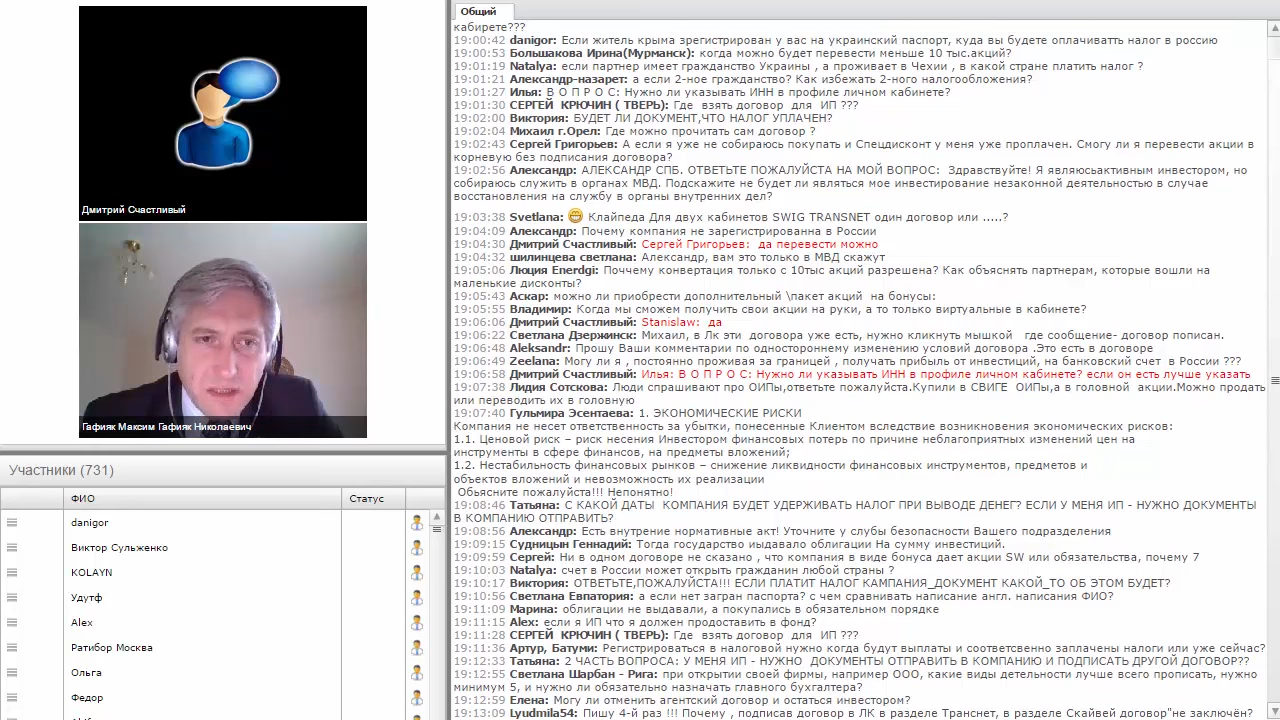 Дмитрий Счастливый
Гафияк Максим Гафияк Николаевич
Участники (731)
ФИО
Статус
danigor
Виктор Сульженко
KOLAYN
Удутф
Alex
Ратибор Москва
Ольга
Федор
Общий
кабирете???
19:00:42 danigor: Если житель крыма зрегистрирован у вас на украинский паспорт, куда вы будете оплачивать налог в россию
19:00:53 Большакова Ирина(Мурманск): когда можно будет перевести меньше 10 тыс.акций?
19:01:19 Natalya: если партнер имеет гражданство Украины , а проживает в Чехии , в какой стране платить налог ?
19:01:21 Александр-назарет: а если 2-ное гражданство? Как избежать 2-ного налогообложения?
19:01:27 Илья: В О П Р О С: Нужно ли указывать ИНН в профиле личном кабинете?
19:01:30 СЕРГЕЙ  КРЮЧИН ( ТВЕРЬ): Где  взять договор  для  ИП ???
19:02:00 Виктория: БУДЕТ ЛИ ДОКУМЕНТ,ЧТО НАЛОГ УПЛАЧЕН?
19:02:04 Михаил г.Орел: Где можно прочитать сам договор ?
19:02:43 Сергей Григорьев: А если я уже не собираюсь покупать и Спецдисконт у меня уже проплачен. Смогу ли я перевести акции в
корневую без подписания договора?
19:02:56 Александр: АЛЕКСАНДР СПБ. ОТВЕТЬТЕ ПОЖАЛУЙСТА НА МОЙ ВОПРОС:  Здравствуйте! Я являюсьактивным инвестором, но
собираюсь служить в органах МВД. Подскажите не будет ли являться мое инвестирование незаконной деятельностью в случае
восстановления на службу в органы внутренних дел?
19:03:38 Svetlana: Клайпеда Для двух кабинетов SWIG TRANSNET один договор или .....?
19:04:09 Александр: Почему компания не зарегистрированна в России
19:04:30 Дмитрий Счастливый: Сергей Григорьев:  да перевести можно
19:04:32 шилинцева светлана: Александр, вам это только в МВД скажут
19:05:06 Люция Enerdgi: Поччему конвертация только с 10тыс акций разрешена? Как объяснять партнерам, которые вошли на
маленькие дисконты?
19:05:43 Аскар: можно ли приобрести дополнительный \пакет акций  на бонусы:
19:05:55 Владимир: Когда мы сможем получить свои акции на руки, а то только виртуальные в кабинете?
19:06:06 Дмитрий Счастливый: Stanislaw:  да
19:06:22 Светлана Дзержинск: Михаил, в Лк эти  договора уже есть, нужно кликнуть мышкой   где сообщение- договор пописан.
19:06:48 Aleksandr: Прошу Ваши комментарии по одностороннему изменению условий договора .Это есть в договоре
19:06:49 Zeelana: Могу ли я , постоянно проживая за границей , получать прибыль от инвестиций, на банковский счет  в России ???
19:06:58 Дмитрий Счастливый: Илья: В О П Р О С: Нужно ли указывать ИНН в профиле личном кабинете? если он есть лучше указать
19:07:38 Лидия Сотскова: Люди спрашивают про ОИПы,ответьте пожалуйста.Купили в СВИГЕ  ОИПы,а в головной  акции.Можно продать
или переводить их в головную
19:07:40 Гульмира Эсентаева: 1. ЭКОНОМИЧЕСКИЕ РИСКИ
Компания не несет ответственность за убытки, понесенные Клиентом вследствие возникновения экономических рисков:
1.1. Ценовой риск – риск несения Инвестором финансовых потерь по причине неблагоприятных изменений цен на
инструменты в сфере финансов, на предметы вложений;
1.2. Нестабильность финансовых рынков – снижение ликвидности финансовых инструментов, предметов и
объектов вложений и невозможность их реализации
Обьясните пожалуйста!!! Непонятно!
19:08:46 Татьяна: С КАКОЙ ДАТЫ  КОМПАНИЯ БУДЕТ УДЕРЖИВАТЬ НАЛОГ ПРИ ВЫВОДЕ ДЕНЕГ? ЕСЛИ У МЕНЯ ИП - НУЖНО ДОКУМЕНТЫ
В КОМПАНИЮ ОТПРАВИТЬ?
19:08:56 Александр: Есть внутрение нормативные акт! Уточните у слубы безопасности Вашего подразделения
19:09:15 Судницын Геннадий: Тогда государство иыдавало облигации На сумму инвестиций.
19:09:59 Сергей: Ни в одном договоре не сказано , что компания в виде бонуса дает акции SW или обязательства, почему 7
19:10:03 Natalya: счет в России может открыть гражданин любой страны ?
19:10:17 Виктория: ОТВЕТЬТЕ,ПОЖАЛУЙСТА!!! ЕСЛИ ПЛАТИТ НАЛОГ КАМПАНИЯ_ДОКУМЕНТ КАКОЙ_ТО ОБ ЭТОМ БУДЕТ?
19:10:56 Светлана Евпатория: а если нет загран паспорта? с чем сравнивать написание англ. написания ФИО?
19:11:09 Марина: облигации не выдавали, а покупались в обязательном порядке
19:11:15 Alex: если я ИП что я должен продоставить в фонд?
19:11:28 СЕРГЕЙ  КРЮЧИН ( ТВЕРЬ): Где  взять договор  для  ИП ???
19:11:36 Артур, Батуми: Регистрироваться в налоговой нужно когда будут выплаты и соответсвенно заплачены налоги или уже сейчас?
19:12:33 Татьяна: 2 ЧАСТЬ ВОПРОСА: У МЕНЯ ИП - НУЖНО  ДОКУМЕНТЫ ОТПРАВИТЬ В КОМПАНИЮ И ПОДПИСАТЬ ДРУГОЙ ДОГОВОР??
19:12:55 Светлана Шарбан - Рига: при открытии своей фирмы, например ООО, какие виды детельности лучше всего прописать, нужно
минимум 5, и нужно ли обязательно назначать главного бухгалтера?
19:12:59 Елена: Могу ли отменить агентский договор и остаться инвестором?
19:13:09 Lyudmila54: Пишу 4-й раз !!! Почему , подписав договор в ЛК в разделе Транснет, в разделе Скайвей договор"не заключён?